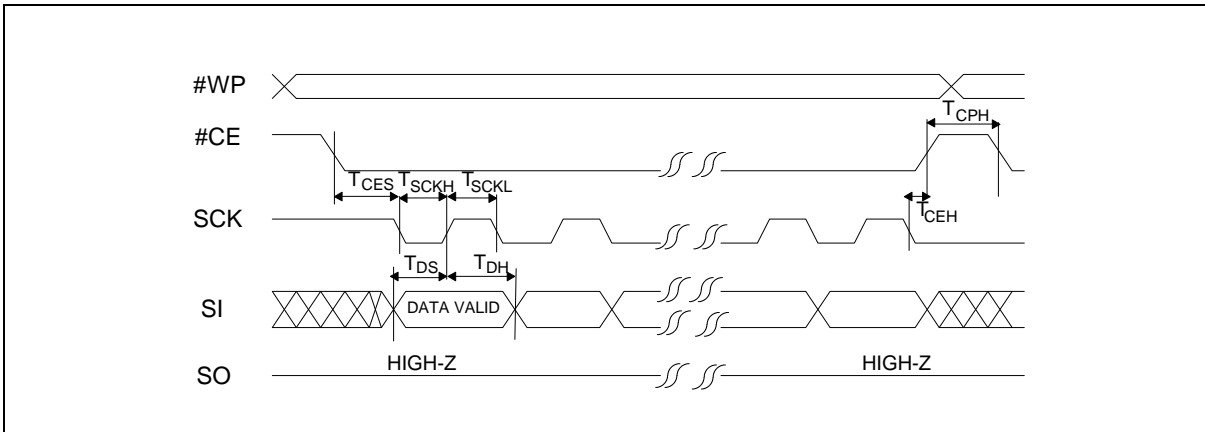 #WP
TCPH
#CE
TCES TSCKH TSCKL
SCK
TCEH
TDS TDH
SI DATA VALID
HIGH-Z HIGH-Z
SO